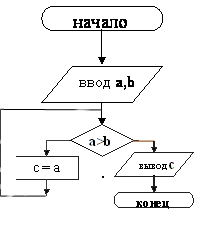 начало
ввод a,b
a>b
c = a
вывод c
конец